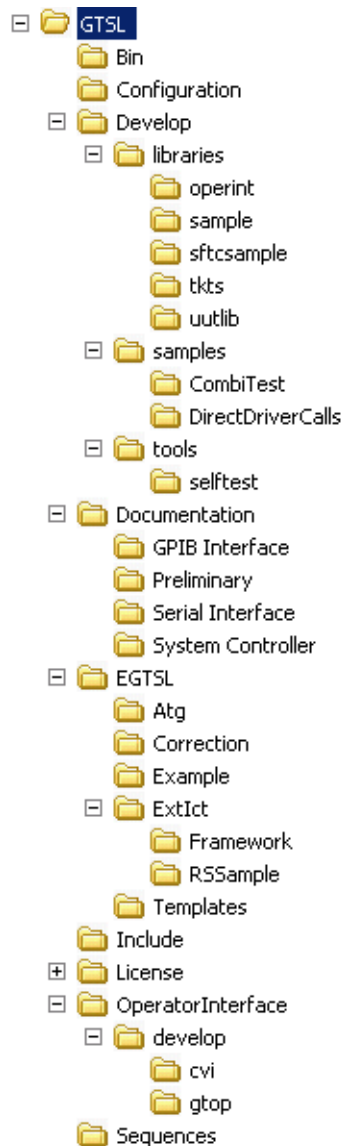 GTSL
Bin
Configuration
Develop
libraries
operint
sample
sftcsample
tkts
uutlib
samples
CombiTest
DirectDriverCalls
tools
selftest
Documentation
GPIB Interface
Preliminary
Serial Interface
System Controller
EGTSL
Atg
Correction
Example
ExtIct
Framework
RSSample
Templates
Include
License
OperatorInterface
develop
cvi
gtop
Sequences